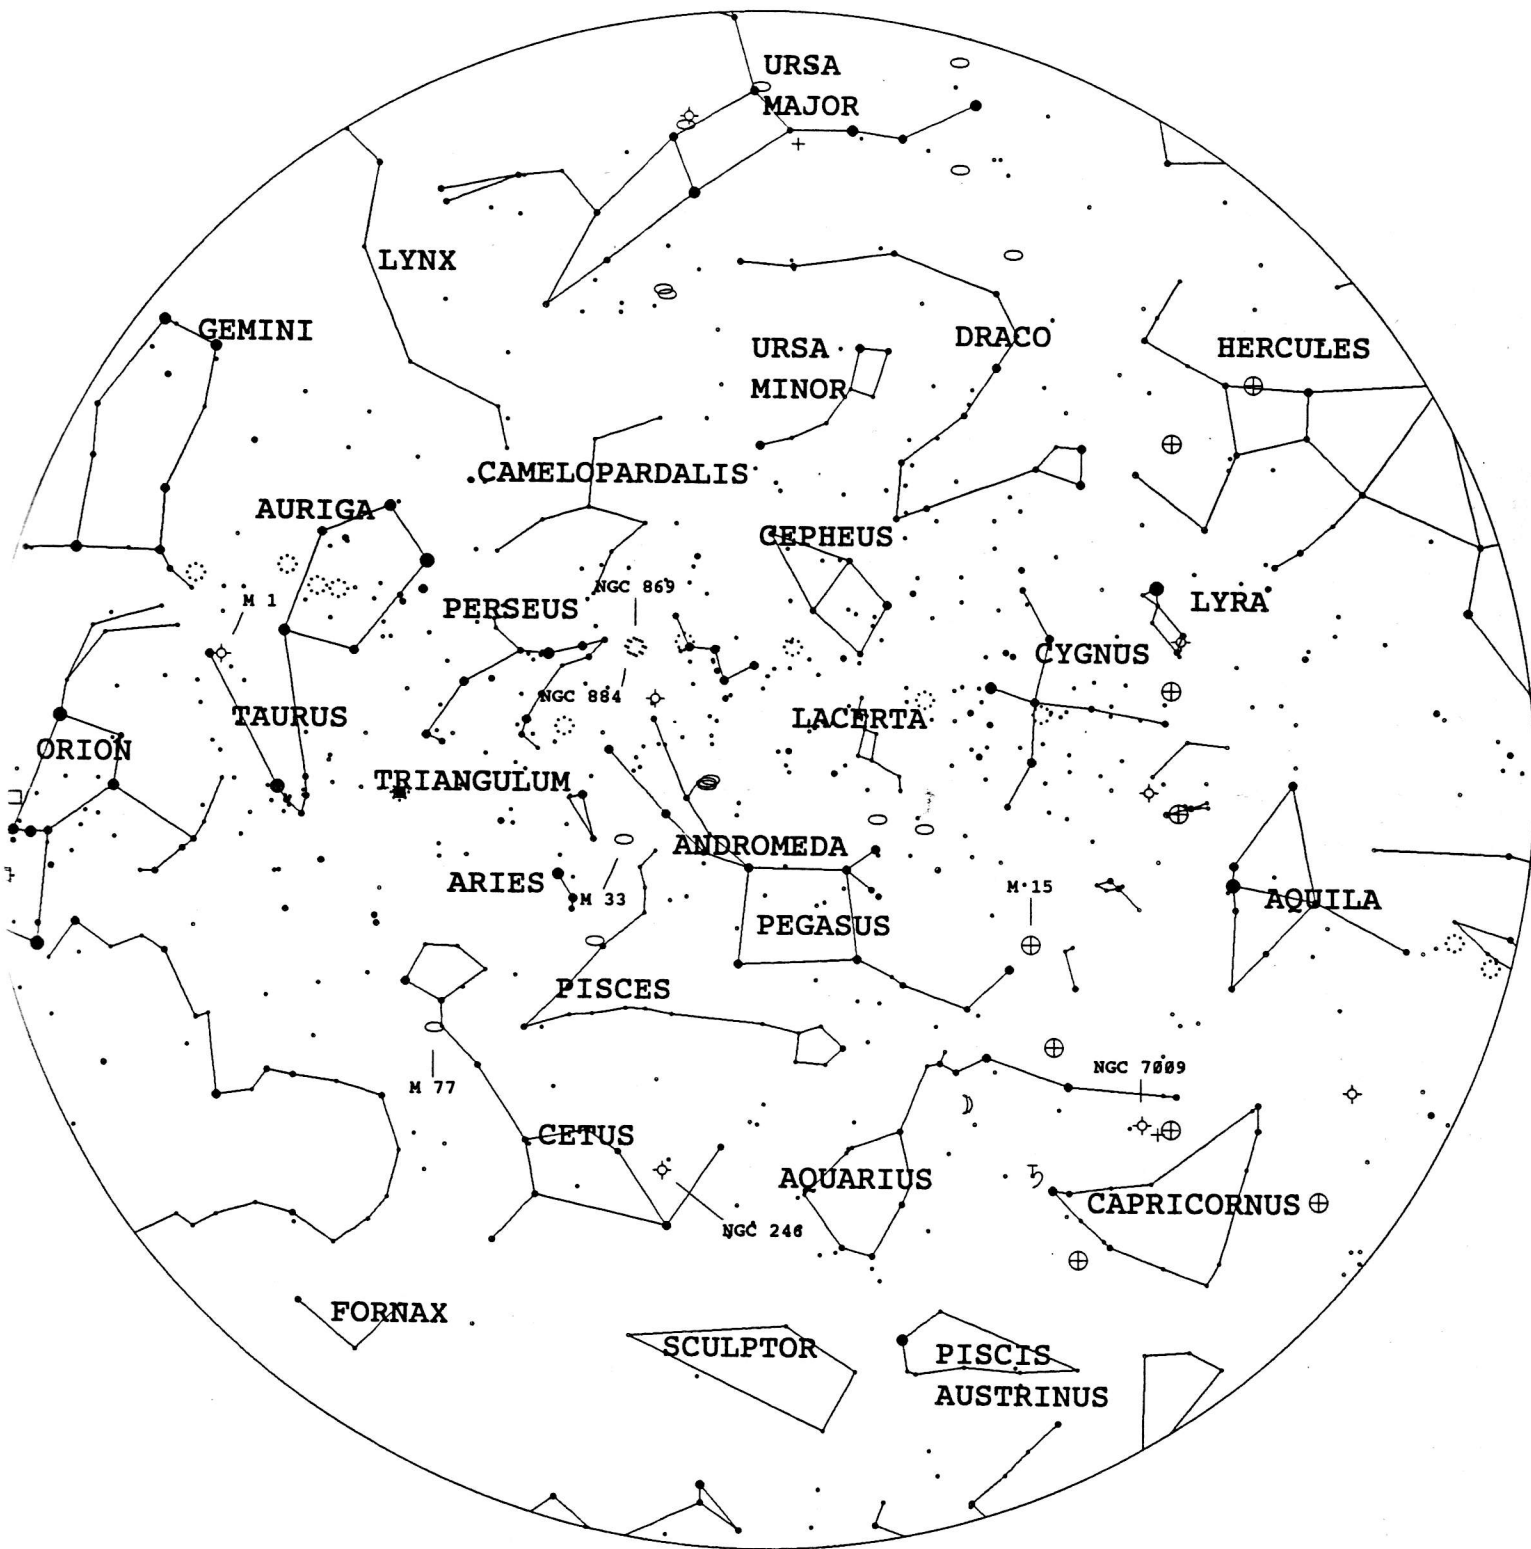 URSA
MAJOR
LYNX
GEMINI
URSA
MINOR
DRACO
HERCULES
CAMELOPARDALIS
AURIGA
CEPHEUS
NGC 869
M 1
PERSEUS
LYRA
CYGNUS
NGC 884
TAURUS
LACERTA
ORION
TRIANGULUM
ANDROMEDA
ARIES
M 33
M 15
AQUILA
PEGASUS
PISCES
NGC 7009
M 77
CETUS
AQUARIUS
CAPRICORNUS
NGC 246
FORNAX
SCULPTOR
PISCIS
AUSTRINUS